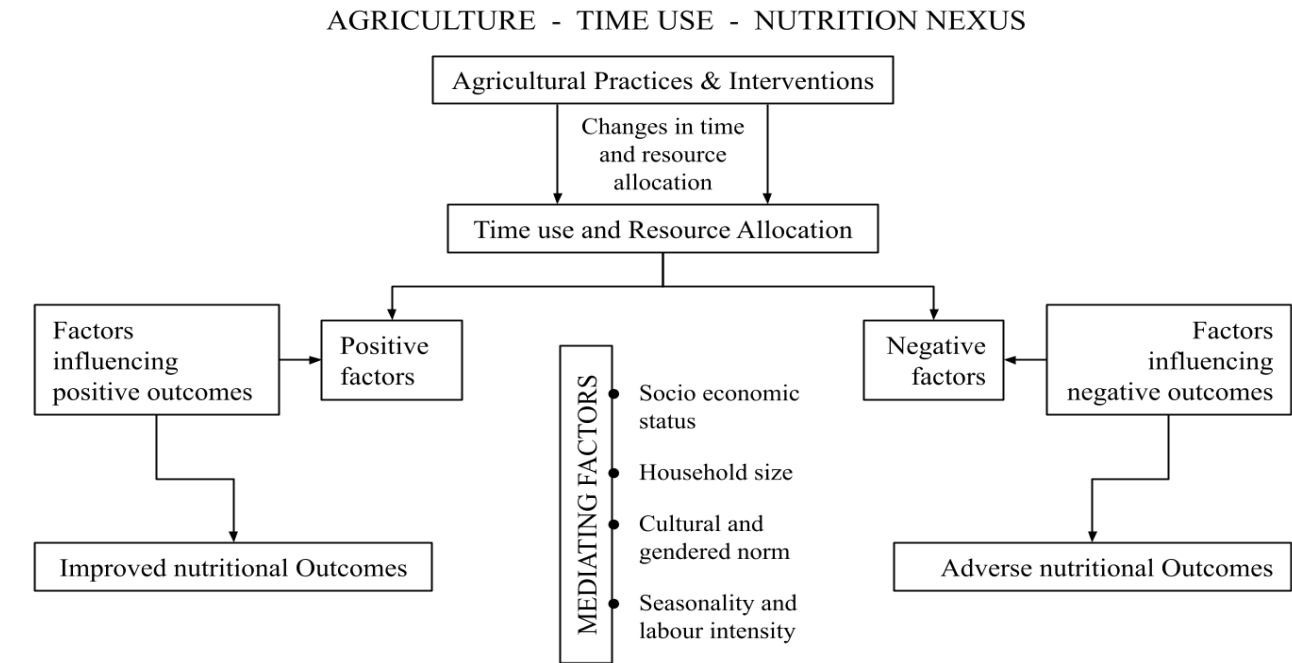 AGRICULTURE - TIME USE - NUTRITION NEXUS
Agricultural Practices & Interventions
Changes in time
and resource
allocation
Time use and Resource Allocation
Factors
influencing
positive outcomes
Positive
factors
Negative
factors
Factors
influencing
negative outcomes
MEDIATING FACTORS
Socio economic
status
Household size
Cultural and
gendered norm
Seasonality and
labour intensity
Improved nutritional Outcomes
Adverse nutritional Outcomes